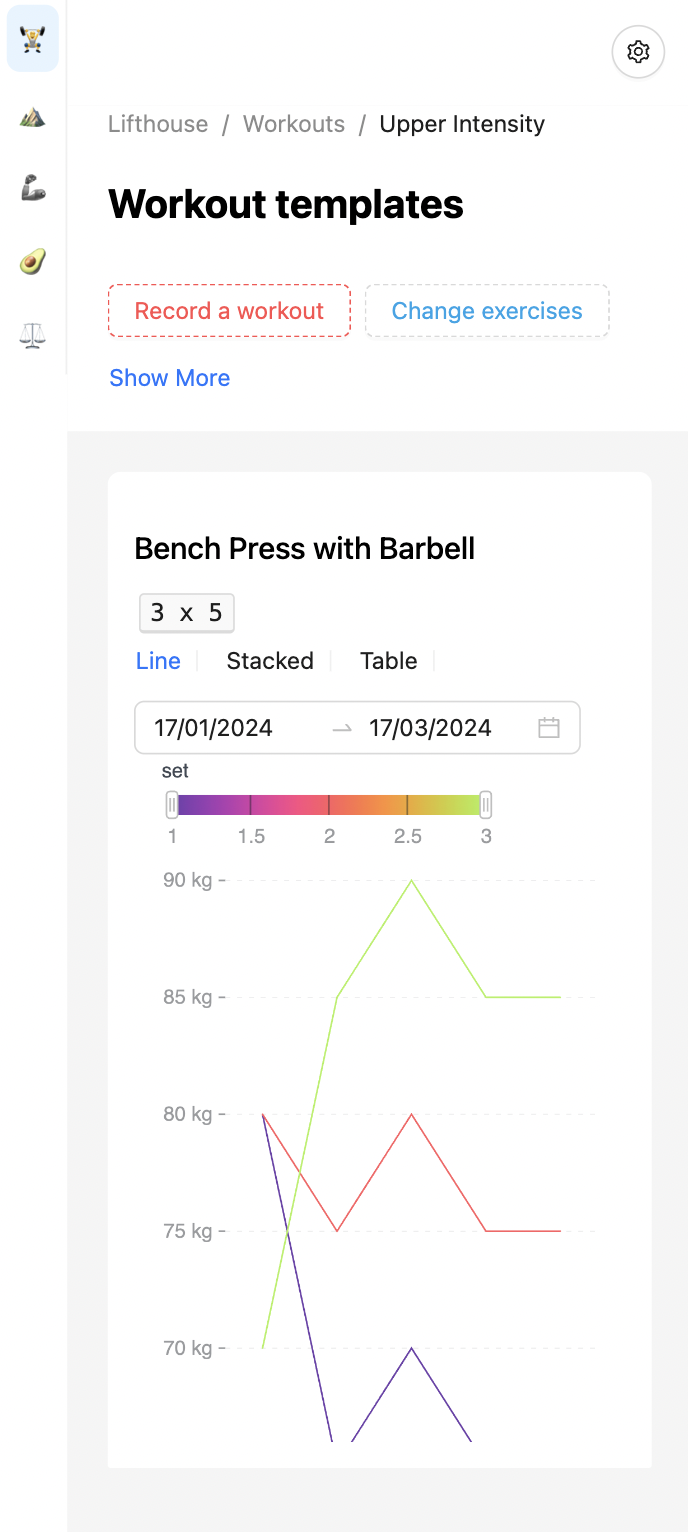 Lifthouse / Workouts / Upper Intensity
Workout templates
Record a workout
Change exercises
Show More
Bench Press with Barbell
3 x 5
Line
Stacked
Table
17/01/2024
17/03/2024
set
1 1.5 2 2.5 3
90 kg
85 kg
80 kg
75 kg
70 kg